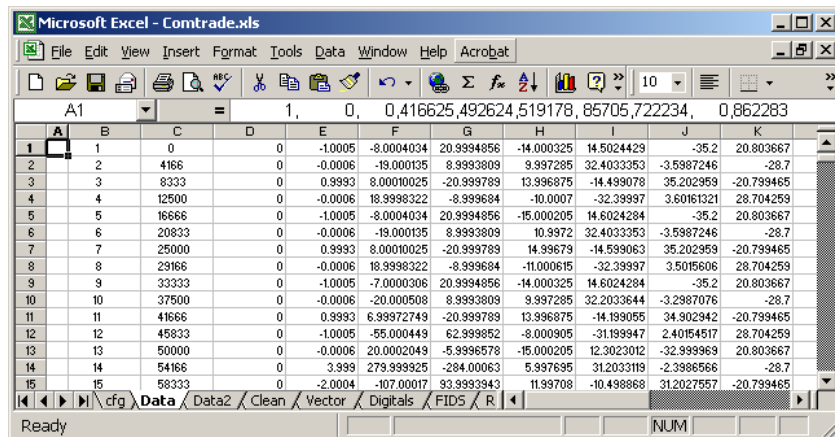 Microsoft Excel - Comtrade.xls
File Edit View Insert Format Tools Data Window Help Acrobat
10
A1 = 1, 0, 0,416625,492624,519178, 85705,722234, 0,862283
A B C D E F G H I J K
1 1 0 0 -1.0005 -8.0004034 20.9994856 -14.000325 14.5024429 -35.2 20.803667
2 2 4166 0 -0.0006 -19.000135 8.9993809 9.997285 32.4033353 -3.5987246 -28.7
3 3 8333 0 0.9993 8.00010025 -20.999789 13.996875 -14.499078 35.202959 -20.799465
4 4 12500 0 -0.0006 18.9998322 -8.999684 -10.0007 -32.39997 3.60161321 28.704259
5 5 16666 0 -1.0005 -8.0004034 20.9994856 -15.000205 14.6024284 -35.2 20.803667
6 6 20833 0 -0.0006 -19.000135 8.9993809 10.9972 32.4033353 -3.5987246 -28.7
7 7 25000 0 0.9993 8.00010025 -20.999789 14.99679 -14.599063 35.202959 -20.799465
8 8 29166 0 -0.0006 18.9998322 -8.999684 -11.000615 -32.39997 3.5015606 28.704259
9 9 33333 0 -1.0005 -7.0000306 20.9994856 -14.000325 14.6024284 -35.2 20.803667
10 10 37500 0 -0.0006 -20.000508 8.9993809 9.997285 32.2033644 -3.2987076 -28.7
11 11 41666 0 0.9993 6.99972749 -20.999789 13.996875 -14.199055 34.902942 -20.799465
12 12 45833 0 -1.0005 -55.000449 62.999852 -8.000905 -31.199947 2.40154517 28.704259
13 13 50000 0 -0.0006 20.0002049 -5.9996578 -15.000205 12.3023012 -32.999969 20.803667
14 14 54166 0 3.999 279.999925 -284.00063 5.997695 31.2033119 -2.3986566 -28.7
15 15 58333 0 -2.0004 -107.00017 93.9993943 11.99708 -10.498868 31.2027557 -20.799465
cfg Data Data2 Clean Vector Digitals FIDS R
Ready NUM